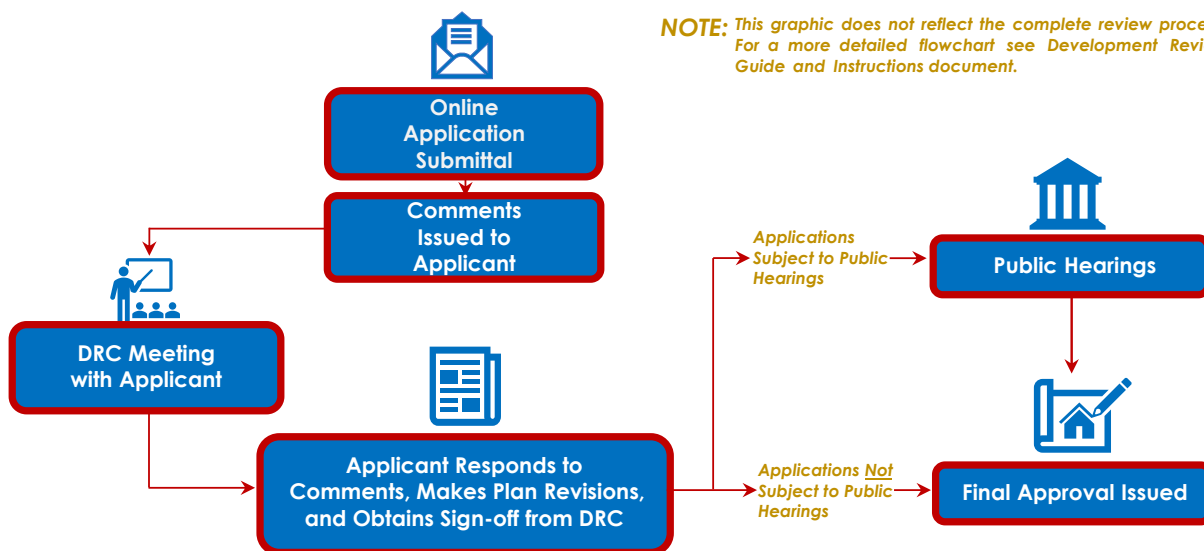 NOTE: This graphic does not reflect the complete review
For a more detailed flowchart see Development
Guide and Instructions document.
Online
Application
Submittal
Comments
Issued to
Applicant
DRC Meeting
with Applicant
Applicant Responds to
Comments, Makes Plan Revisions,
and Obtains Sign-off from DRC
Applications
Subject to Public
Hearings
Public Hearings
Applications Not
Subject to Public
Hearings
Final Approval Issued